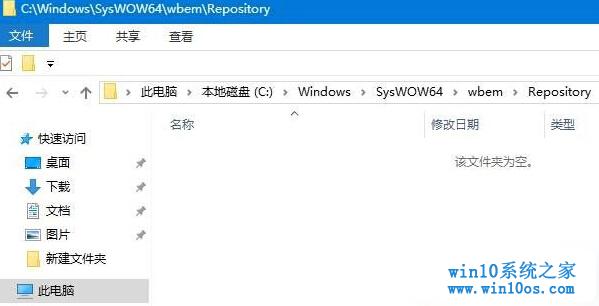 C:\Windows\SysWOW64\wbem\Repository
文件 主页 共享 查看
此电脑 本地磁盘 (C:) Windows SysWOW64 wbem Repository
名称 修改日期 类型
该文件夹为空。
快速访问
桌面
下载
文档
图片
新建文件夹
此电脑
win10系统之家
www.win10os.com